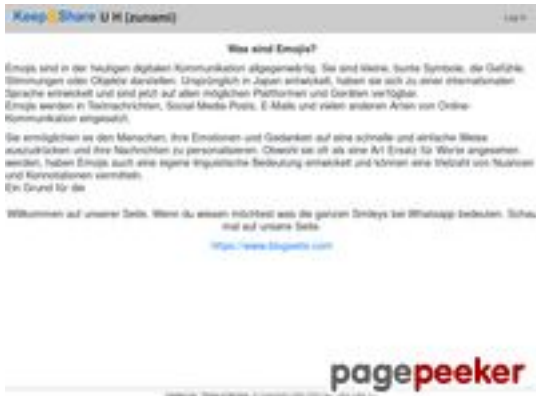 Keep Share U H (zunami)
Log in
Was sind Emojis?
Emojis sind in der heutigen digitalen Kommunikation allgegenwärtig. Sie sind kleine, bunte Symbole, die Gefühle,
Stimmungen oder Objekte darstellen. Ursprünglich in Japan entwickelt, haben sie sich zu einer internationalen
Sprache entwickelt und sind jetzt auf allen möglichen Plattformen und Geräten verfügbar.
Emojis werden in Textnachrichten, Social-Media-Posts, E-Mails und vielen anderen Arten von Online-
Kommunikation eingesetzt.
Sie ermöglichen es den Menschen, ihre Emotionen und Gedanken auf eine schnelle und einfache Weise
auszudrücken und ihre Nachrichten zu personalisieren. Obwohl sie oft als eine Art Ersatz für Worte angesehen
werden, haben Emojis auch eine eigene linguistische Bedeutung entwickelt und können eine Vielzahl von Nuancen
und Konnotationen vermitteln.
Ein Grund für die
Willkommen auf unserer Seite. Wenn du wissen möchtest was die ganzen Smileys bei Whatsapp bedeuten. Schau
mal auf unsere Seite.
pagepeeker